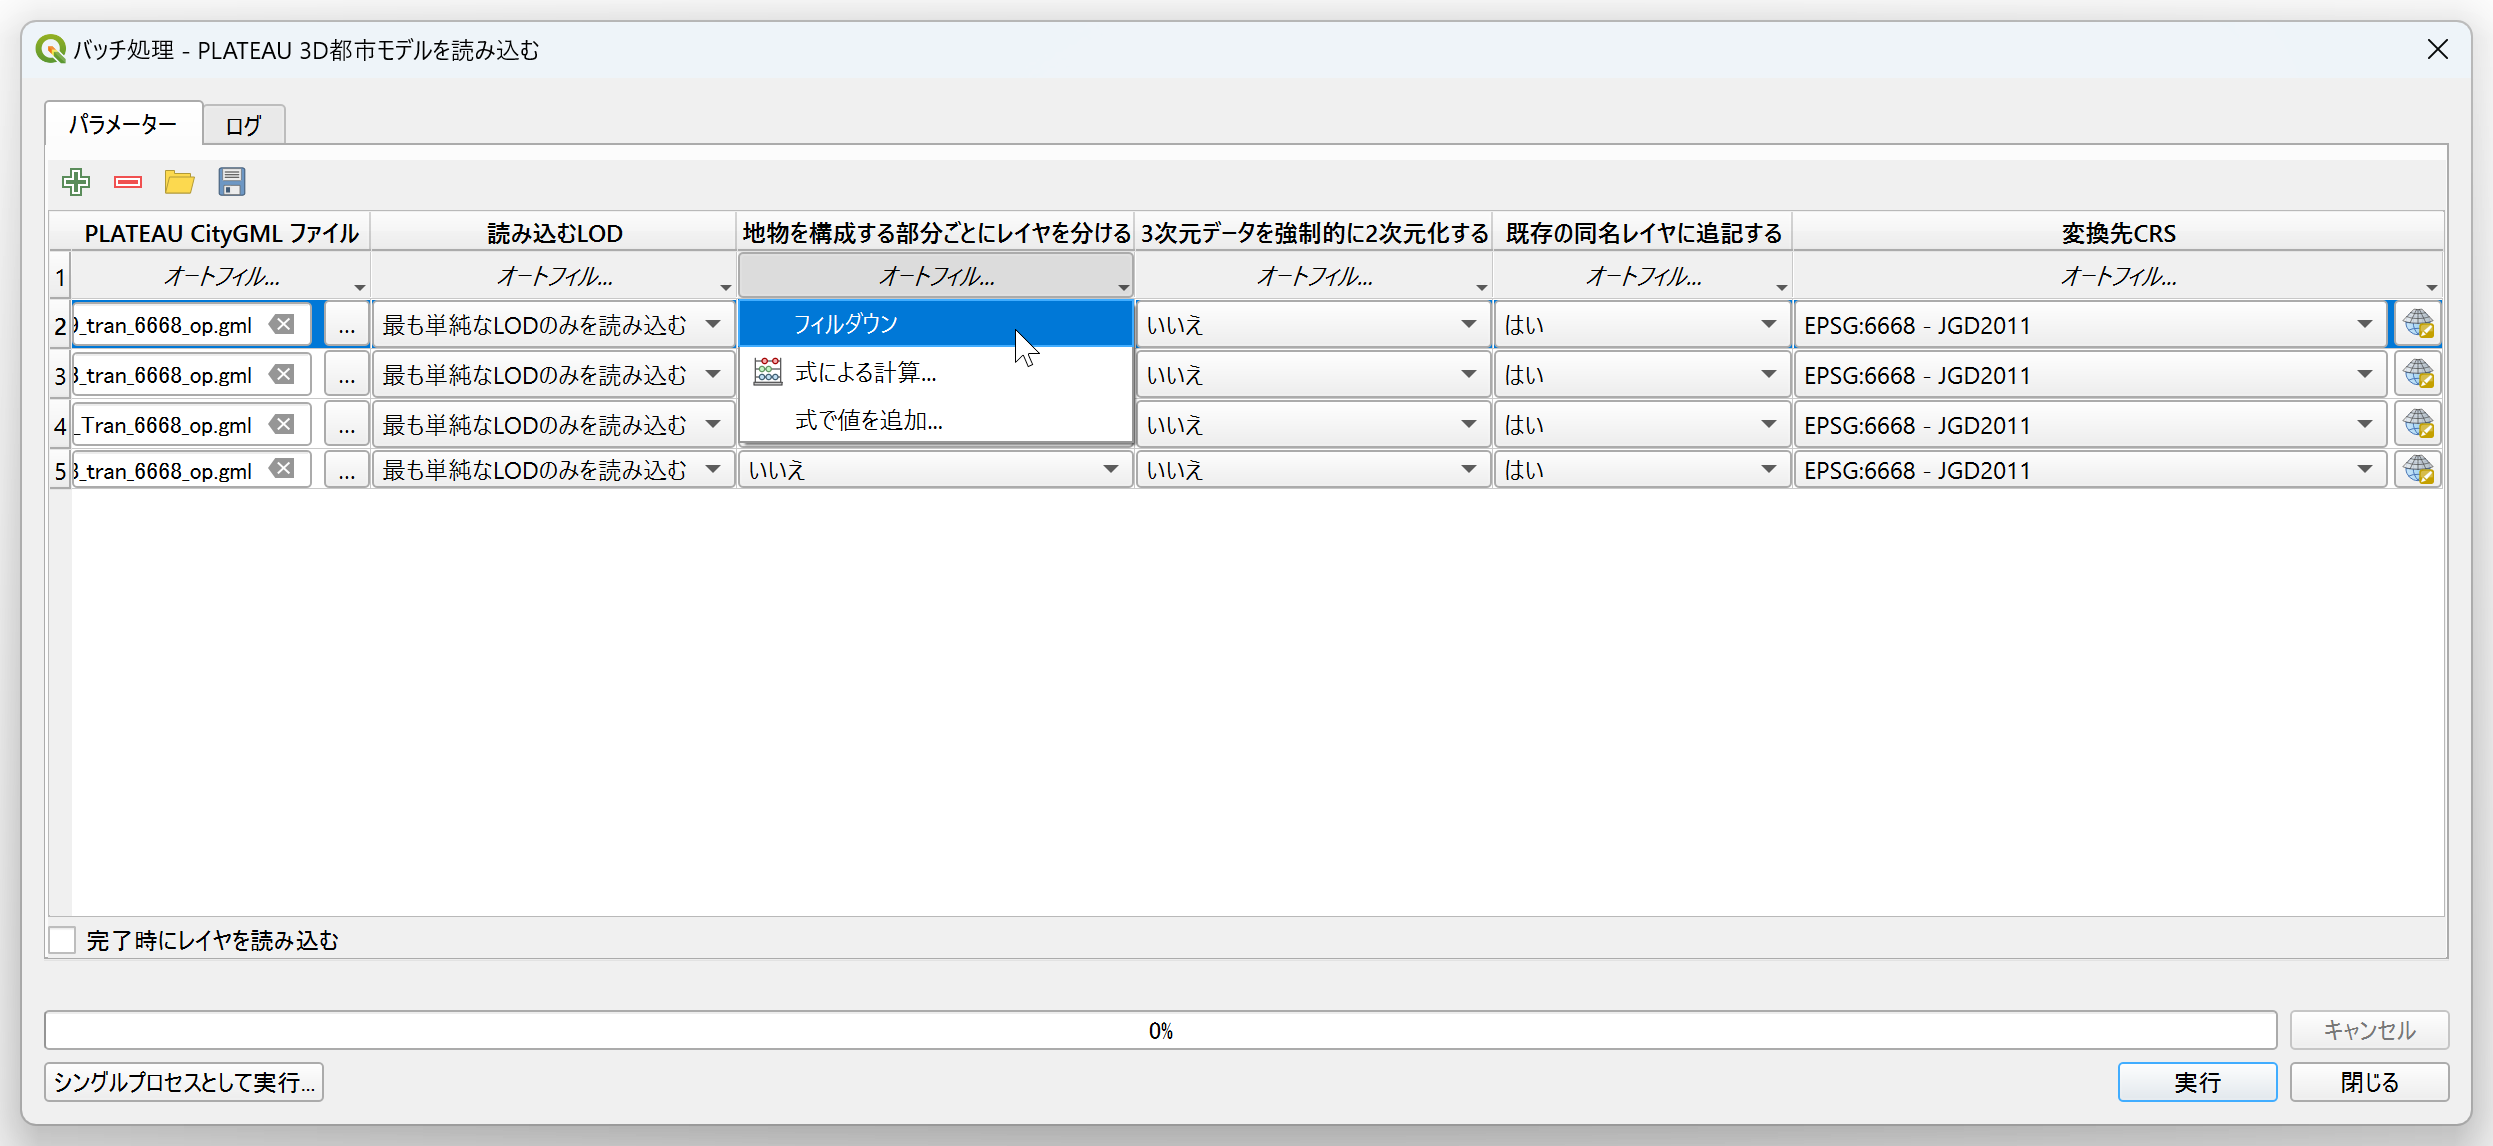 バッチ処理 - PLATEAU 3D都市モデルを読み込む
パラメーター ログ
PLATEAU CityGML ファイル 読み込むLOD 地物を構成する部分ごとにレイヤを分ける 3次元データを強制的に2次元化する 既存の同名レイヤに追記する 変換先CRS
1 オートフィル... オートフィル... オートフィル... オートフィル... オートフィル... オートフィル...
2 _tran_6668_op.gml ... 最も単純なLODのみを読み込む フィルダウン いいえ はい EPSG:6668 - JGD2011
3 _tran_6668_op.gml ... 最も単純なLODのみを読み込む 式による計算... いいえ はい EPSG:6668 - JGD2011
4 _Tran_6668_op.gml ... 最も単純なLODのみを読み込む 式で値を追加... いいえ はい EPSG:6668 - JGD2011
5 _tran_6668_op.gml ... 最も単純なLODのみを読み込む いいえ いいえ はい EPSG:6668 - JGD2011
完了時にレイヤを読み込む
0% キャンセル
シングルプロセスとして実行... 実行 閉じる